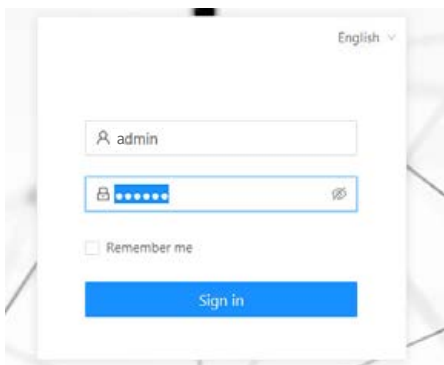 English
admin
••••••
Remember me
Sign in